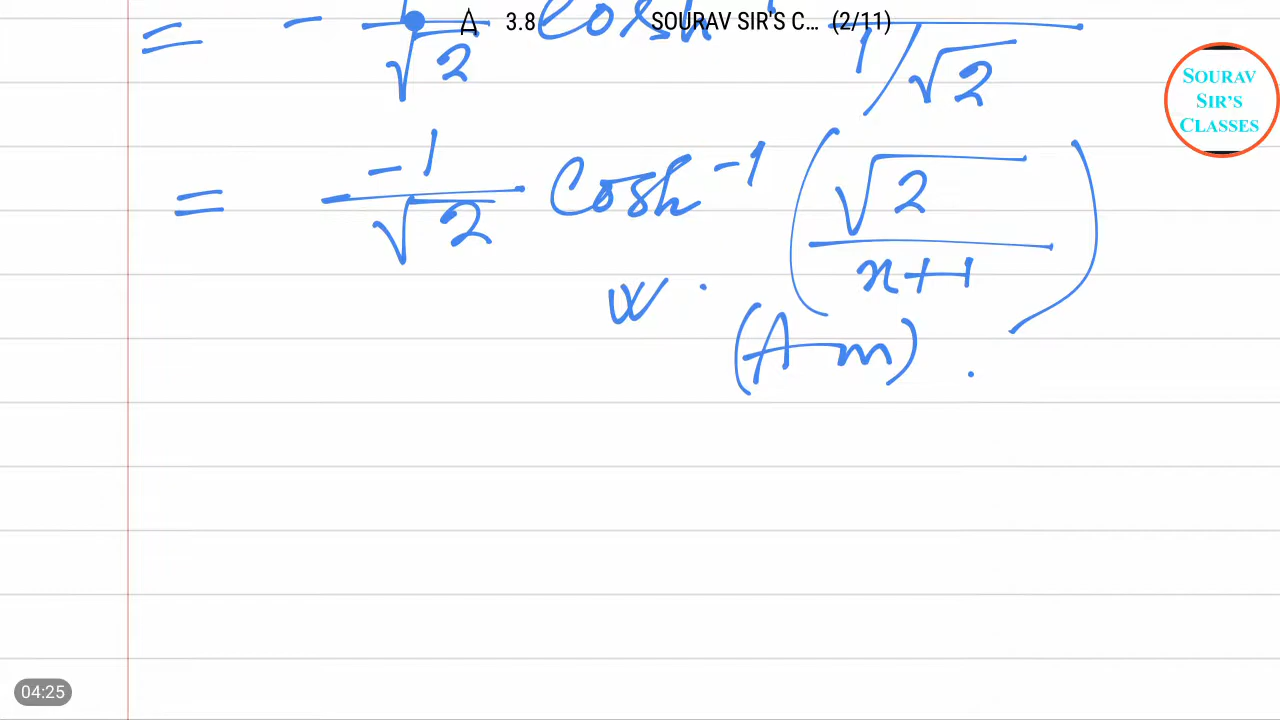 Δ 3.8 SOURAV SIR'S C... (2/11)
= - 1/√2 Cosh
1/√2
SOURAV
SIR'S
CLASSES
= -1/√2 Cosh⁻¹ (√2/x+1)
(Am).
04:25